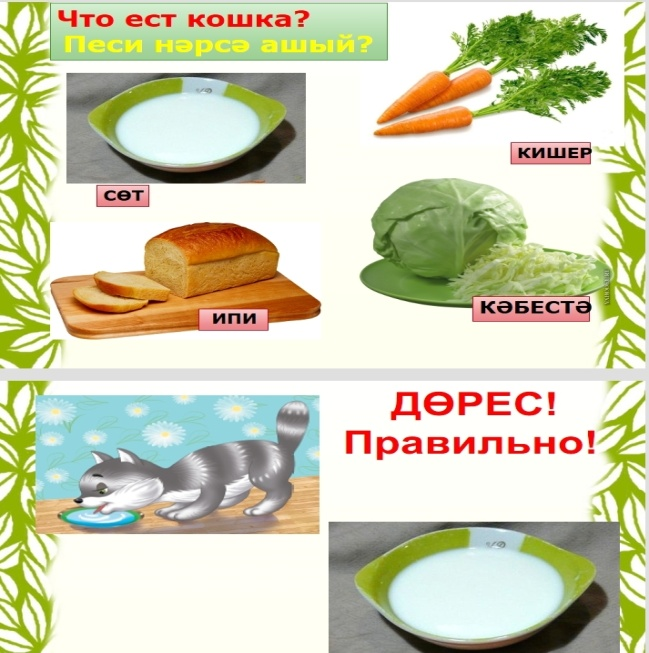 Что ест кошка?
Песи нәрсә ашый?
КИШЕР
СӨТ
КӘБЕСТӘ
ИПИ
ДӨРЕС!
Правильно!